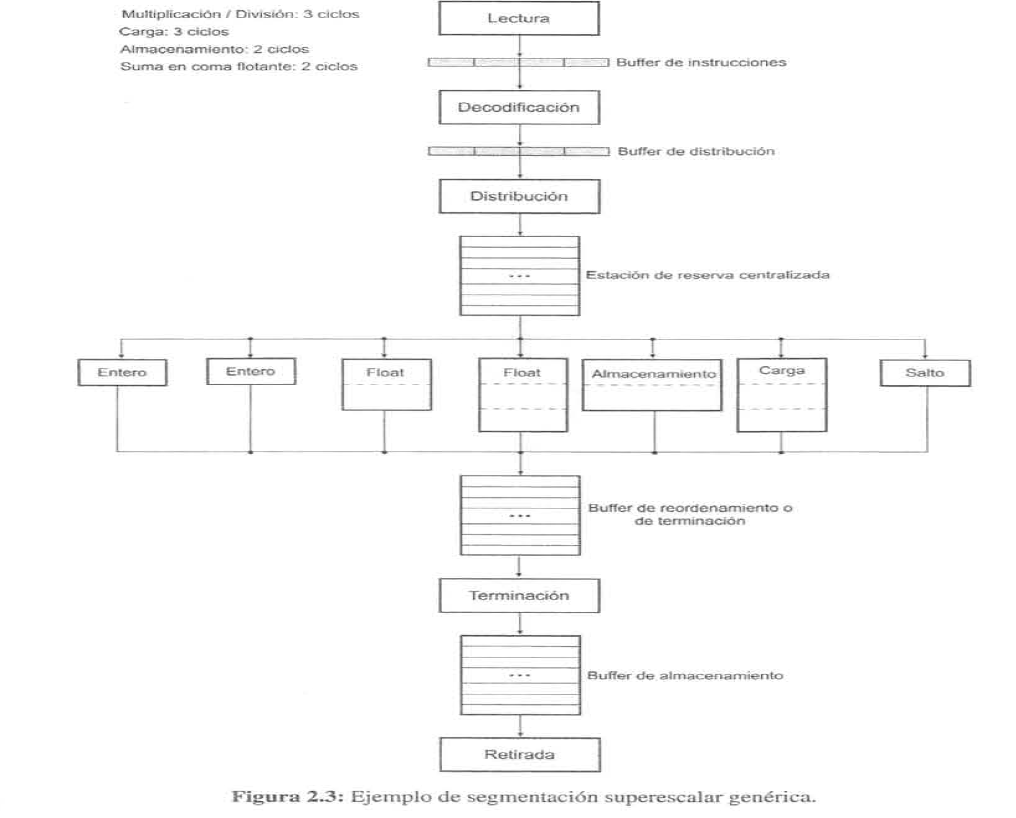 Multiplicación / División: 3 ciclos
Carga: 3 ciclos
Almacenamiento: 2 ciclos
Suma en coma flotante: 2 ciclos
Lectura
Buffer de instrucciones
Decodificación
Buffer de distribución
Distribución
...
Estación de reserva centralizada
Entero
Entero
Float
Float
Almacenamiento
Carga
Salto
...
Buffer de reordenamiento o
de terminación
Terminación
...
Buffer de almacenamiento
Retirada
Figura 2.3: Ejemplo de segmentación superescalar genérica.